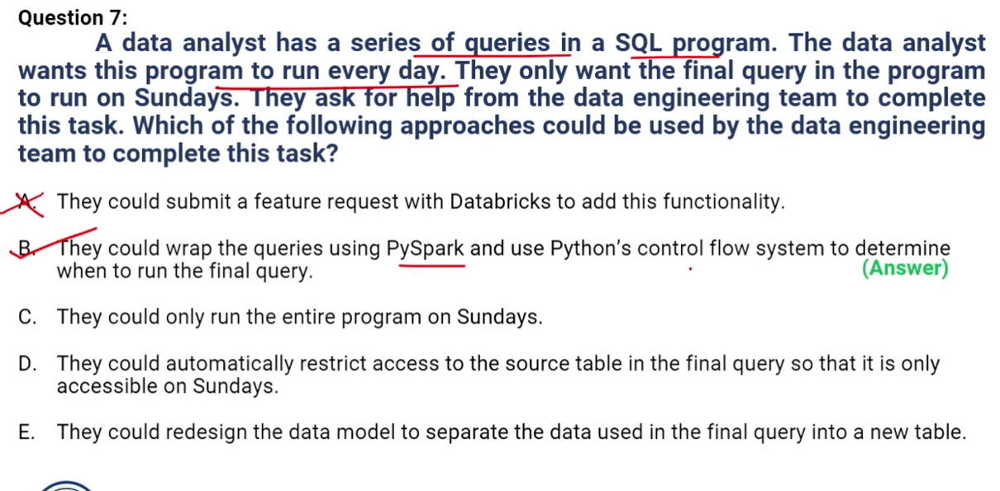 Question 7:
A data analyst has a series of queries in a SQL program. The data analyst
wants this program to run every day. They only want the final query in the program
to run on Sundays. They ask for help from the data engineering team to complete
this task. Which of the following approaches could be used by the data engineering
team to complete this task?
A. They could submit a feature request with Databricks to add this functionality.
B. They could wrap the queries using PySpark and use Python's control flow system to determine
when to run the final query.
(Answer)
C. They could only run the entire program on Sundays.
D. They could automatically restrict access to the source table in the final query so that it is only
accessible on Sundays.
E. They could redesign the data model to separate the data used in the final query into a new table.